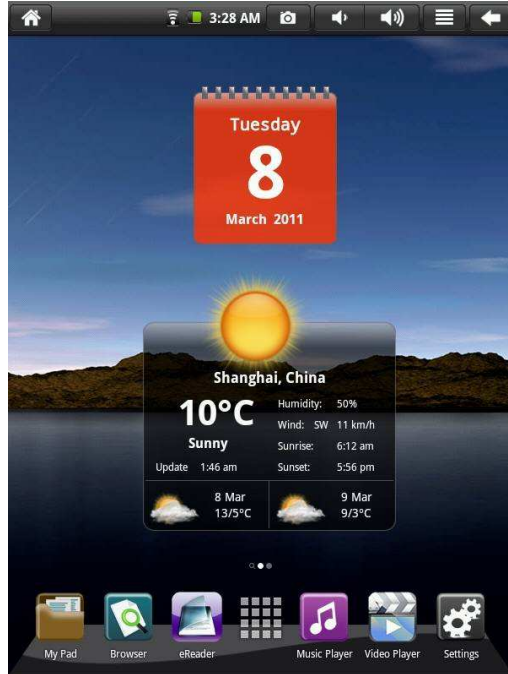 3:28 AM
Tuesday
8
March 2011
Shanghai, China
10°C
Sunny
Update 1:46 am
Humidity: 50%
Wind: SW 11 km/h
Sunrise: 6:12 am
Sunset: 5:56 pm
8 Mar
13/5°C
9 Mar
9/3°C
My Pad
Browser
eReader
Music Player
Video Player
Settings